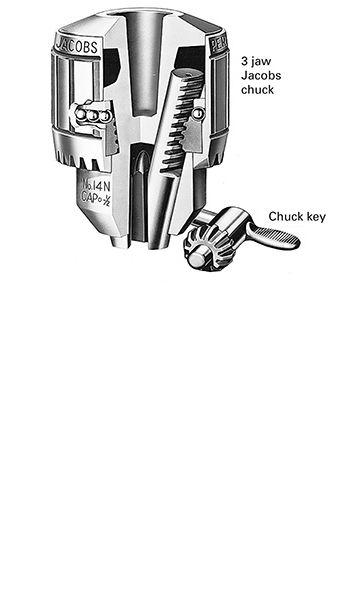 JACOBS
3 jaw
Jacobs
chuck
No. 14N
CAP 0-½
Chuck key